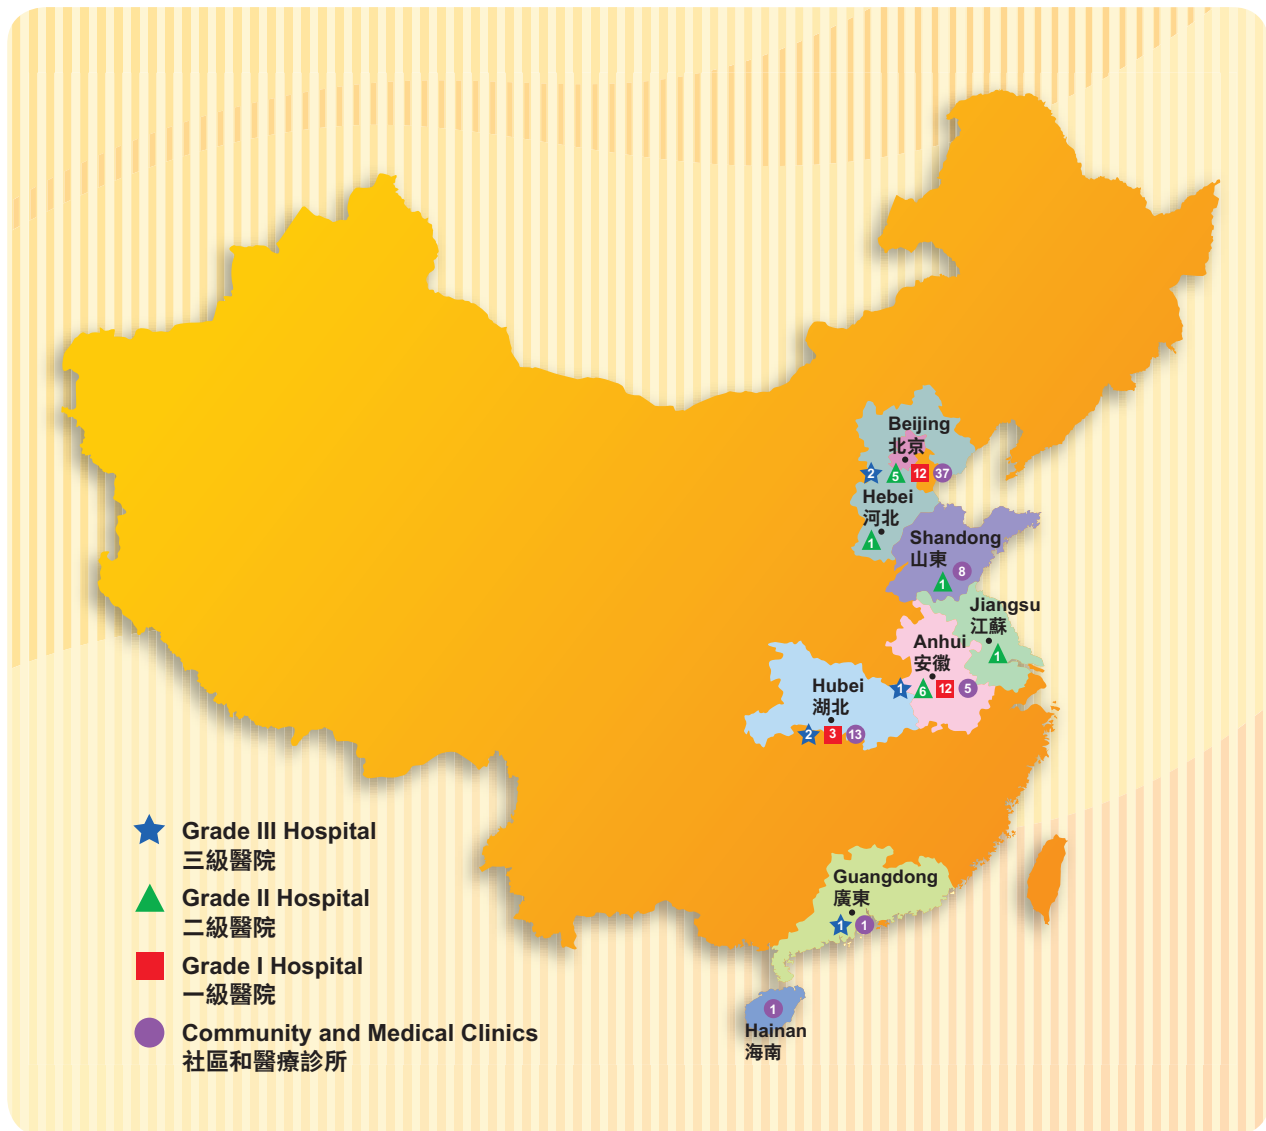 Beijing
北京
2 5 12 37
Hebei
河北
1
Shandong
山東
8
1
Jiangsu
江蘇
1
Anhui
安徽
1 6 12 5
Hubei
湖北
2 3 13
Guangdong
廣東
1 1
1
Hainan
海南
Grade III Hospital
三級醫院
Grade II Hospital
二級醫院
Grade I Hospital
一級醫院
Community and Medical Clinics
社區和醫療診所